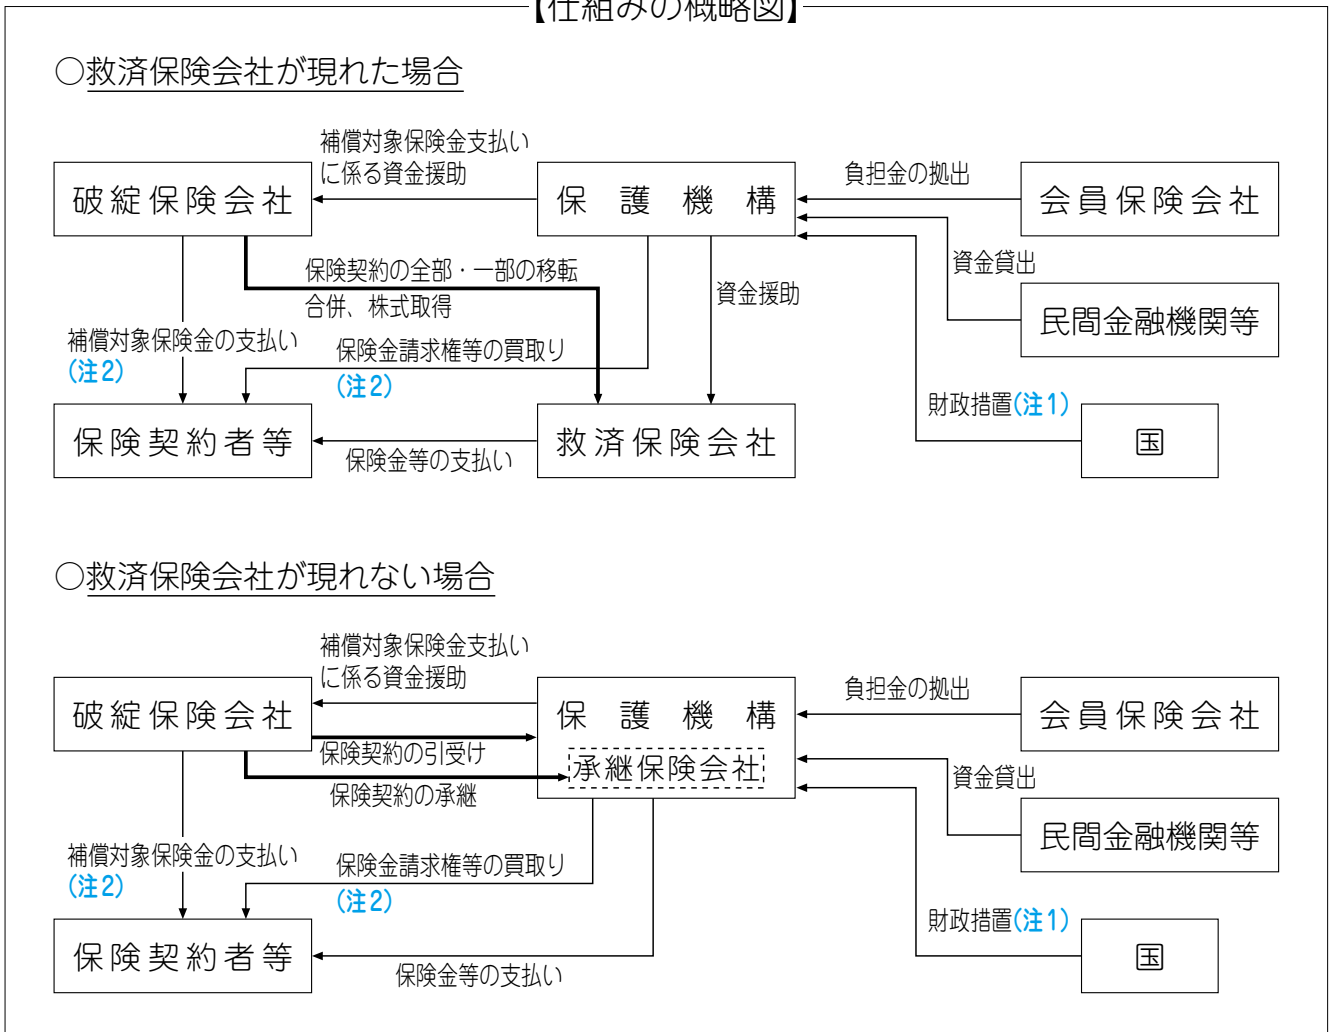 【仕組みの概略図】
○救済保険会社が現れた場合
補償対象保険金支払い
に係る資金援助
負担金の拠出
破綻保険会社
保護機構
会員保険会社
資金貸出
保険契約の全部・一部の移転
合併、株式取得
資金援助
民間金融機関等
補償対象保険金の支払い
(注2)
保険金請求権等の買取り
(注2)
財政措置(注1)
保険契約者等
保険金等の支払い
救済保険会社
国
○救済保険会社が現れない場合
補償対象保険金支払い
に係る資金援助
負担金の拠出
破綻保険会社
保護機構
会員保険会社
保険契約の引受け
承継保険会社
保険契約の承継
資金貸出
民間金融機関等
補償対象保険金の支払い
(注2)
保険金請求権等の買取り
(注2)
財政措置(注1)
保険契約者等
保険金等の支払い
国